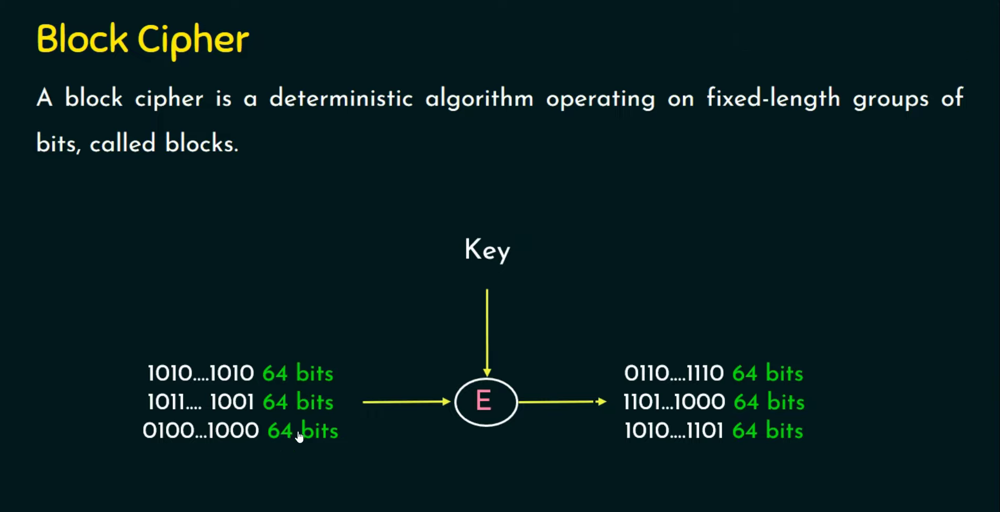 Block Cipher
A block cipher is a deterministic algorithm operating on fixed-length groups of
bits, called blocks.
Key
1010....1010 64 bits
1011.... 1001 64 bits
0100...1000 64 bits
E
0110....1110 64 bits
1101...1000 64 bits
1010....1101 64 bits